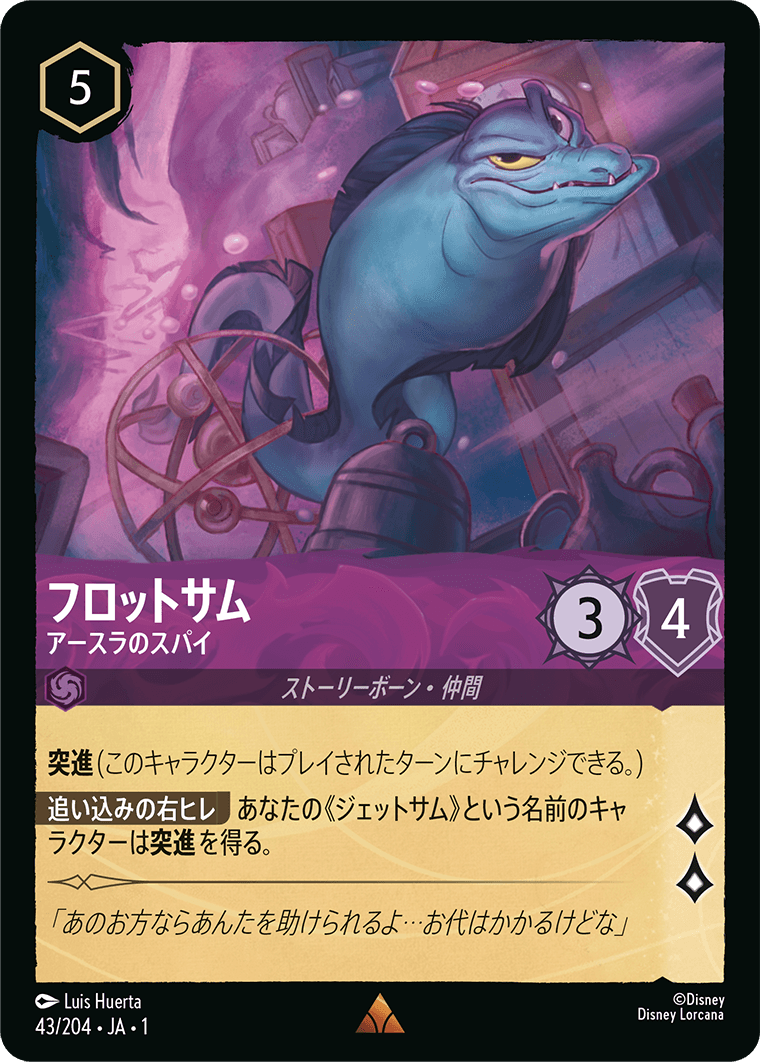 5
フロットサム
アースラのスパイ
3
4
ストーリーボーン・仲間
突進(このキャラクターはプレイされたターンにチャレンジできる。)
追い込みの右ヒレ あなたの《ジェットサム》という名前のキャ
ラクターは突進を得る。
「あのお方ならあんたを助けられるよ…お代はかかるけどな」
Luis Huerta
43/204・JA・1
©Disney
Disney Lorcana